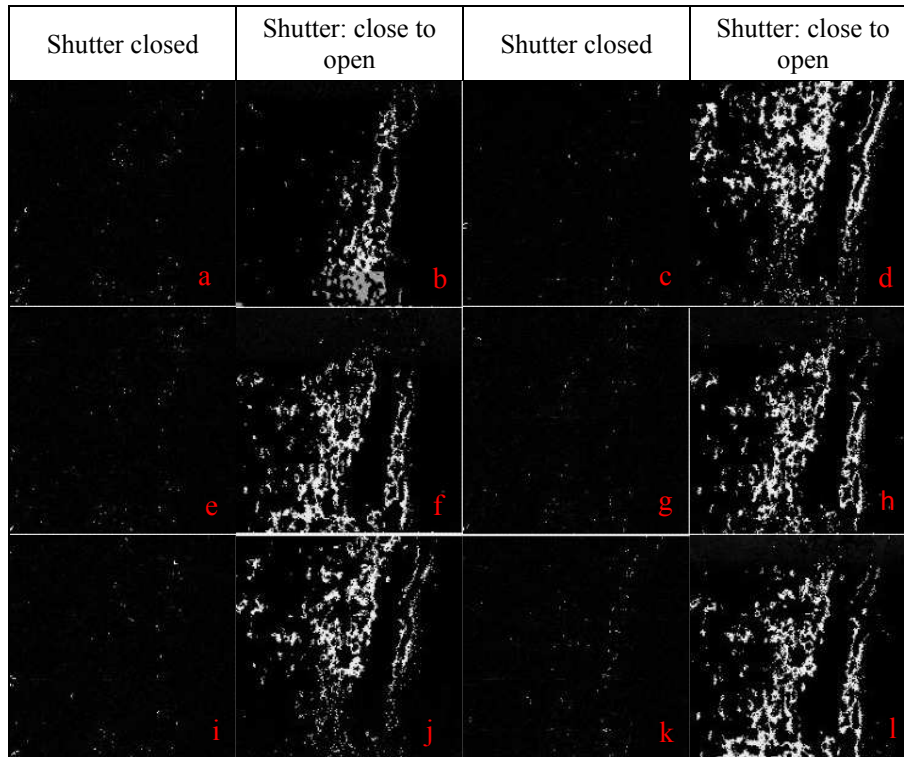 Shutter closed
Shutter: close to
open
Shutter closed
Shutter: close to
open
a
b
c
d
e
f
g
h
i
j
k
l